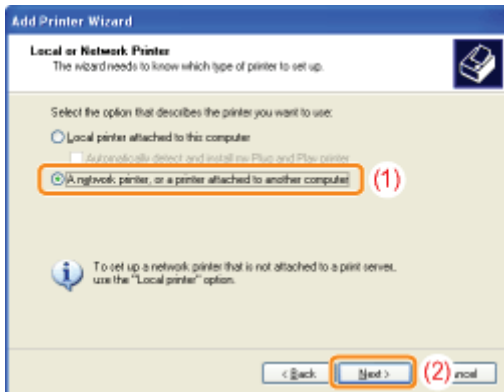 Add Printer Wizard
Local or Network Printer
The wizard needs to know which type of printer to set up.
Select the option that describes the printer you want to use:
Local printer attached to this computer
Automatically detect and install my Plug and Play printer
A network printer, or a printer attached to another computer
(1)
To set up a network printer that is not attached to a print server,
use the "Local printer" option.
< Back
Next >
(2)
ncel